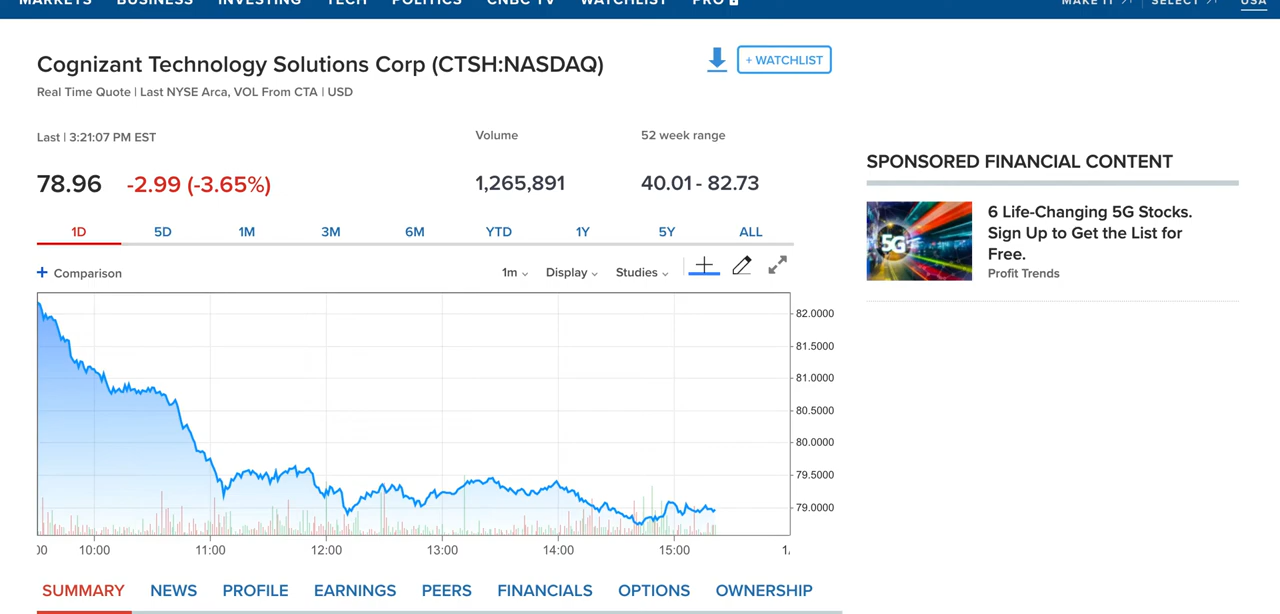 MARKETS BUSINESS INVESTING TECH POLITICS CNBC TV WATCHLIST PRO MAKE IT SELECT USA
Cognizant Technology Solutions Corp (CTSH:NASDAQ)
+ WATCHLIST
Real Time Quote | Last NYSE Arca, VOL From CTA | USD
Last | 3:21:07 PM EST
Volume
52 week range
78.96 -2.99 (-3.65%)
1,265,891
40.01 - 82.73
1D 5D 1M 3M 6M YTD 1Y 5Y ALL
+ Comparison
1m Display Studies
82.0000
81.5000
81.0000
80.5000
80.0000
79.5000
79.0000
10:00 11:00 12:00 13:00 14:00 15:00
SUMMARY NEWS PROFILE EARNINGS PEERS FINANCIALS OPTIONS OWNERSHIP
SPONSORED FINANCIAL CONTENT
5G
6 Life-Changing 5G Stocks.
Sign Up to Get the List for
Free.
Profit Trends